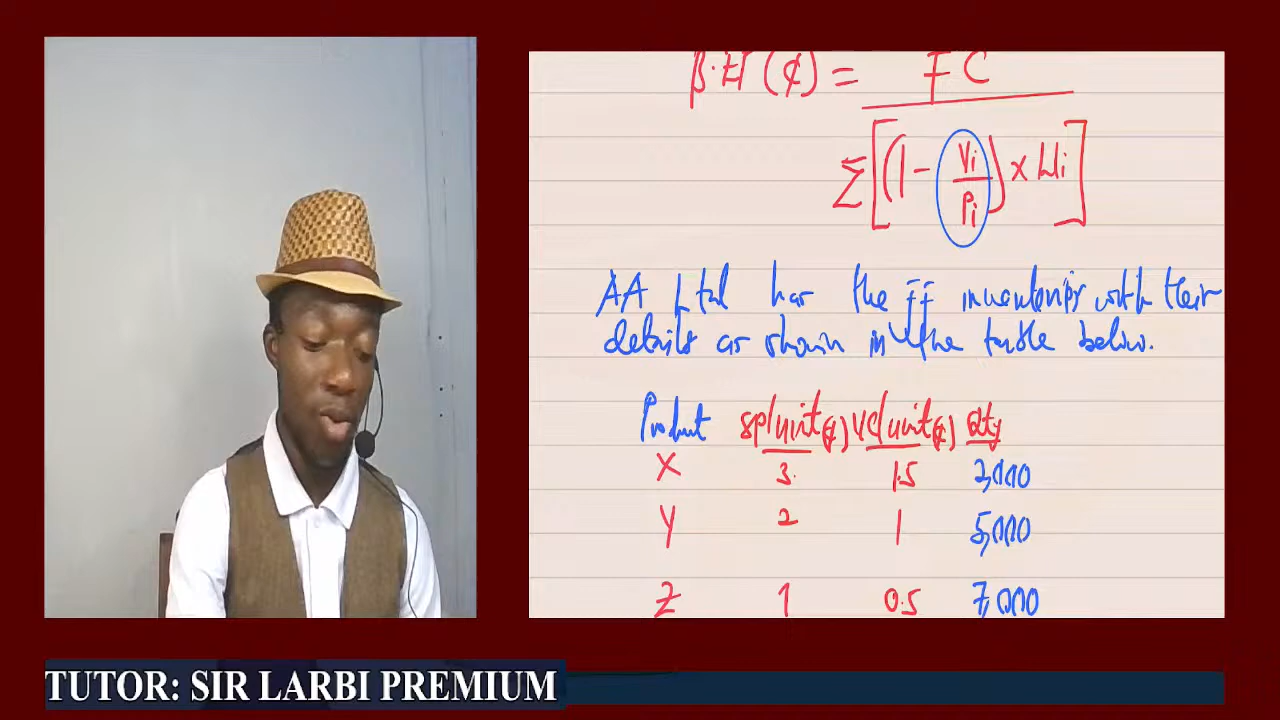 B.EP (₵) = FC
Σ[(1 - Vi/Pi) x Wi]
AA Ltd has the ff inventories with their
details as shown in the table below.
Product sp/unit(₵) vc/unit(₵) Qty
X 3. 1.5 2,000
Y 2 1 5,000
Z 1 0.5 7,000
TUTOR: SIR LARBI PREMIUM